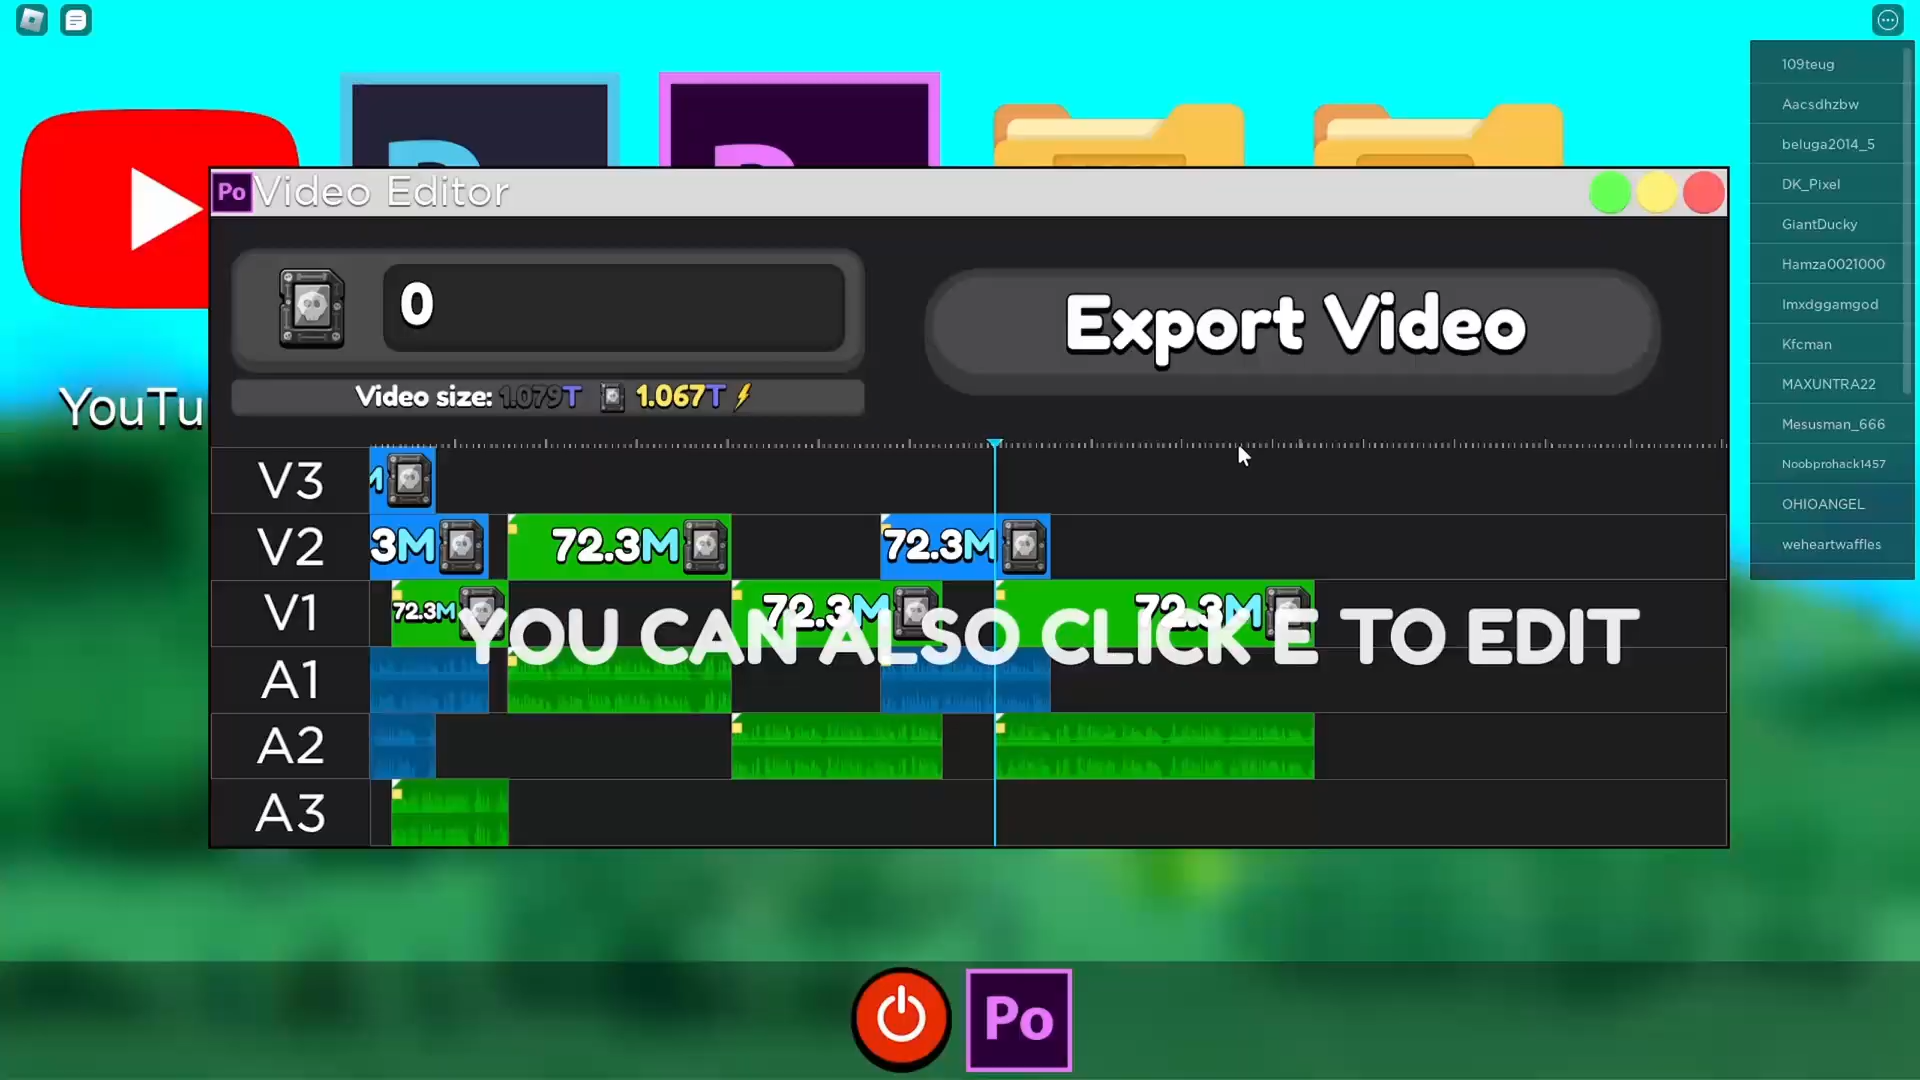 109teug
Aacsdhzbw
beluga2014_5
DK_Pixel
GiantDucky
Hamza0021000
Imxdggamgod
Kfcman
MAXUNTRA22
Mesusman_666
Noobprohack1457
OHIOANGEL
weheartwaffles
Po Video Editor
0
Export Video
YouTu
Video size: 1.079T 1.067T
V3
M
V2
3M
72.3M
72.3M
V1
72.3M
72.3M
72.3M
YOU CAN ALSO CLICK E TO EDIT
A1
A2
A3
Po